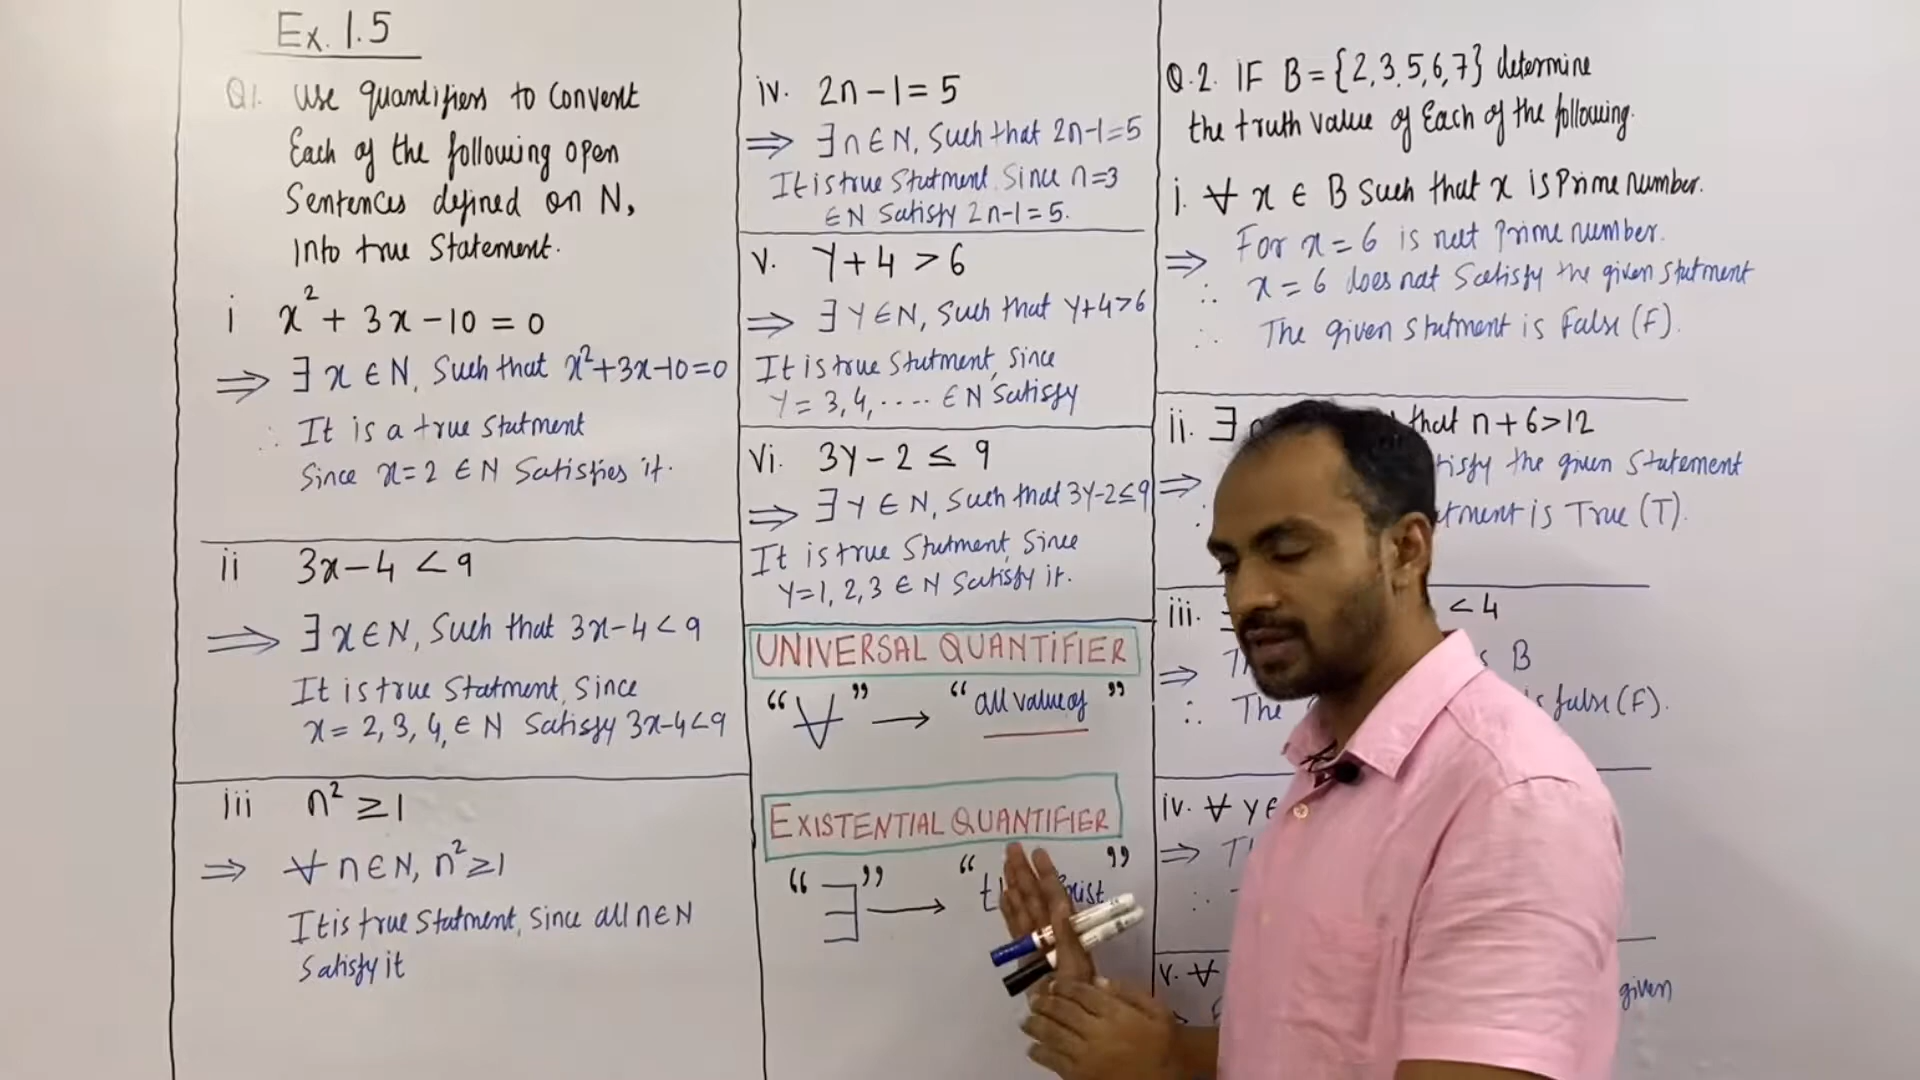 Ex. 1.5
Q1. Use quantifiers to Convert
Each of the following open
Sentences defined on N,
into true Statement.
i x² + 3x - 10 = 0
⟹ ∃ x ∈ N, Such that x²+3x-10=0
∴ It is a true Statment
Since x=2 ∈ N Satisfies it.
ii 3x - 4 < 9
⟹ ∃ x ∈ N, Such that 3x-4 < 9
It is true Statment, Since
x = 2, 3, 4, ∈ N Satisfy 3x-4<9
iii n² ≥ 1
⟹ ∀ n ∈ N, n² ≥ 1
It is true Statment, Since all n ∈ N
Satisfy it
iv. 2n - 1 = 5
⟹ ∃ n ∈ N, Such that 2n-1=5
It is true Statment Since n=3
∈ N Satisfy 2n-1=5.
v. Y + 4 > 6
⟹ ∃ Y ∈ N, Such that Y+4>6
It is true Statment, Since
Y = 3, 4, .... ∈ N Satisfy
vi. 3Y - 2 ≤ 9
⟹ ∃ Y ∈ N, Such that 3Y-2≤9
It is true Statment, Since
Y=1, 2, 3 ∈ N Satisfy it.
UNIVERSAL QUANTIFIER
“ ∀ ” → “ all value of ”
EXISTENTIAL QUANTIFIER
“ ∃ ” → “ ”
Q.2. IF B = {2,3,5,6,7} determine
the truth value of Each of the following.
i. ∀ x ∈ B Such that x is Prime number.
⟹ For x = 6 is not Prime number.
∴ x = 6 does not Satisfy the given Statment
∴ The given Statment is False (F).
ii. ∃ that n + 6 > 12
⟹ the given Statement
∴ is True (T).
iii. < 4
⟹ B
∴ The is false (F).
iv. ∀ y ∈
⟹
∴
v. ∀
given